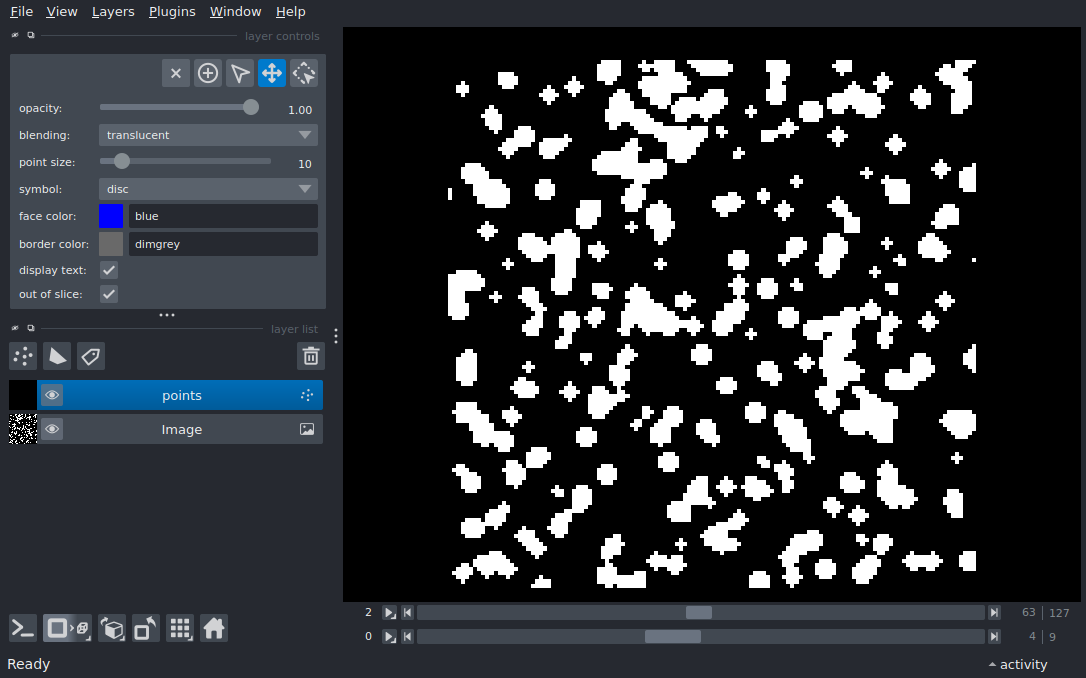 File View Layers Plugins Window Help
layer controls
opacity: 1.00
blending: translucent
point size: 10
symbol: disc
face color: blue
border color: dimgrey
display text:
out of slice:
layer list
points
Image
2 63 127
0 4 9
Ready activity